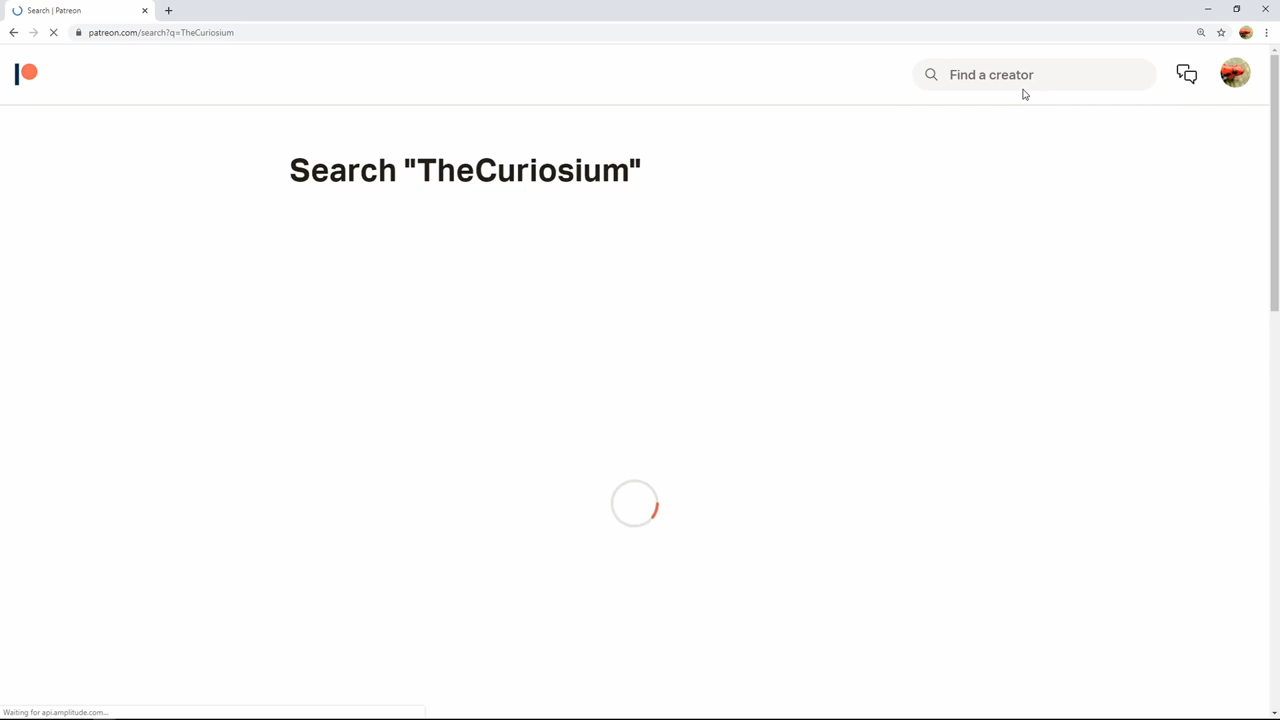 Search | Patreon
patreon.com/search?q=TheCuriosium
Find a creator
Search "TheCuriosium"
Waiting for api.amplitude.com...